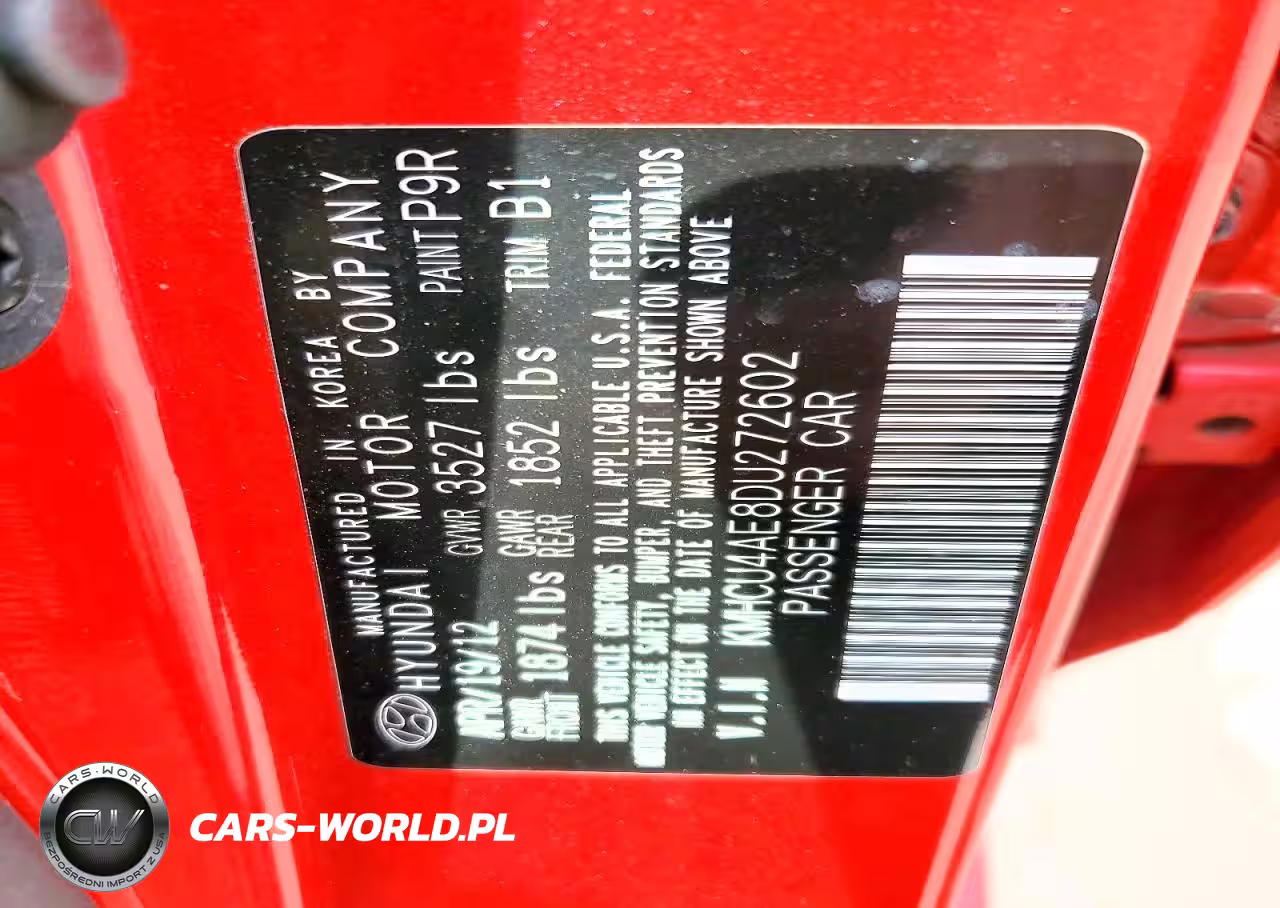 MANUFACTURED IN KOREA BY
HYUNDAI MOTOR COMPANY
APR/19/12 GVWR 3527 lbs PAINT P9R
GAWR FRONT 1874 lbs GAWR REAR 1852 lbs TRIM B1
THIS VEHICLE CONFORMS TO ALL APPLICABLE U.S.A. FEDERAL
MOTOR VEHICLE SAFETY, BUMPER, AND THEFT PREVENTION STANDARDS
IN EFFECT ON THE DATE OF MANUFACTURE SHOWN ABOVE
V.I.N KMHCU4AE8DU272602
PASSENGER CAR
CARS-WORLD
CW
BEZPOŚREDNI IMPORT Z USA
CARS-WORLD.PL